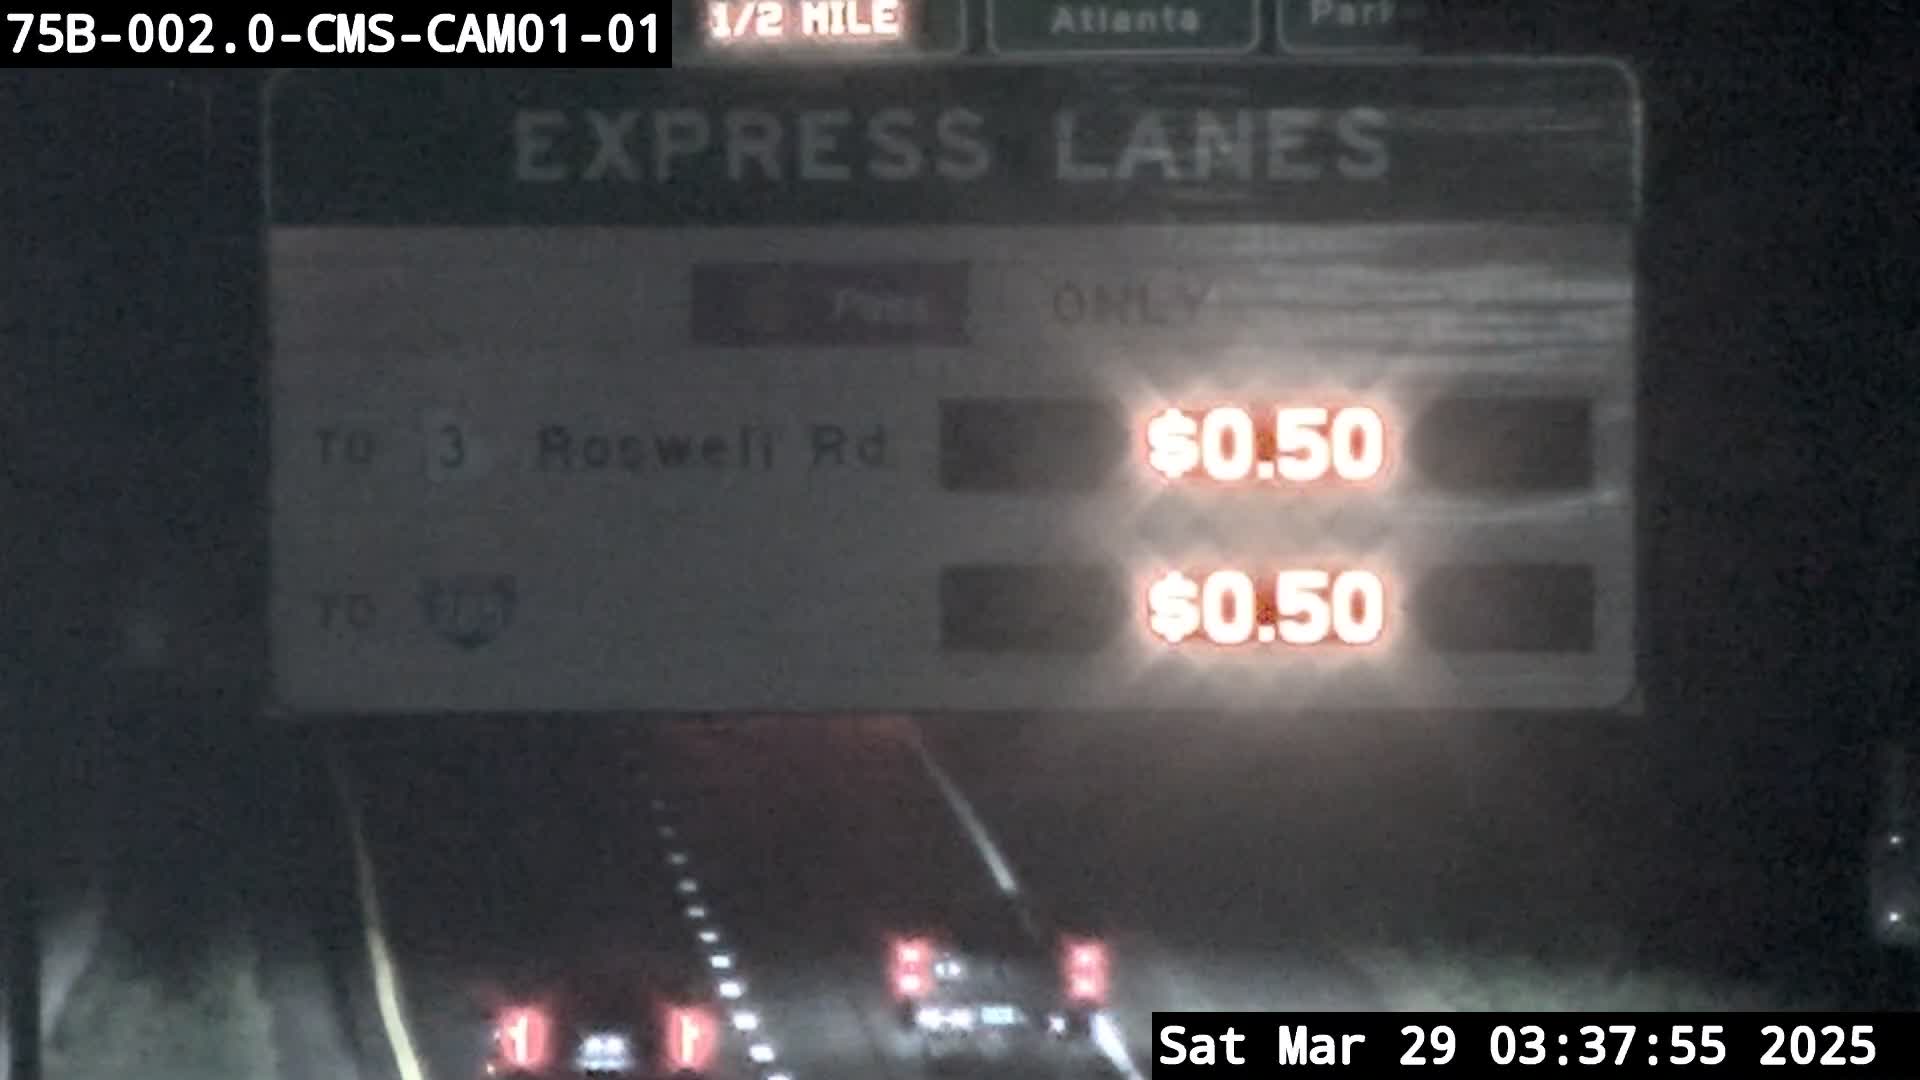 75B-002.0-CMS-CAM01-01
1/2 MILE
Atlanta
EXPRESS LANES
Pass ONLY
TO 3 Roswell Rd $0.50
TO $0.50
Sat Mar 29 03:37:55 2025